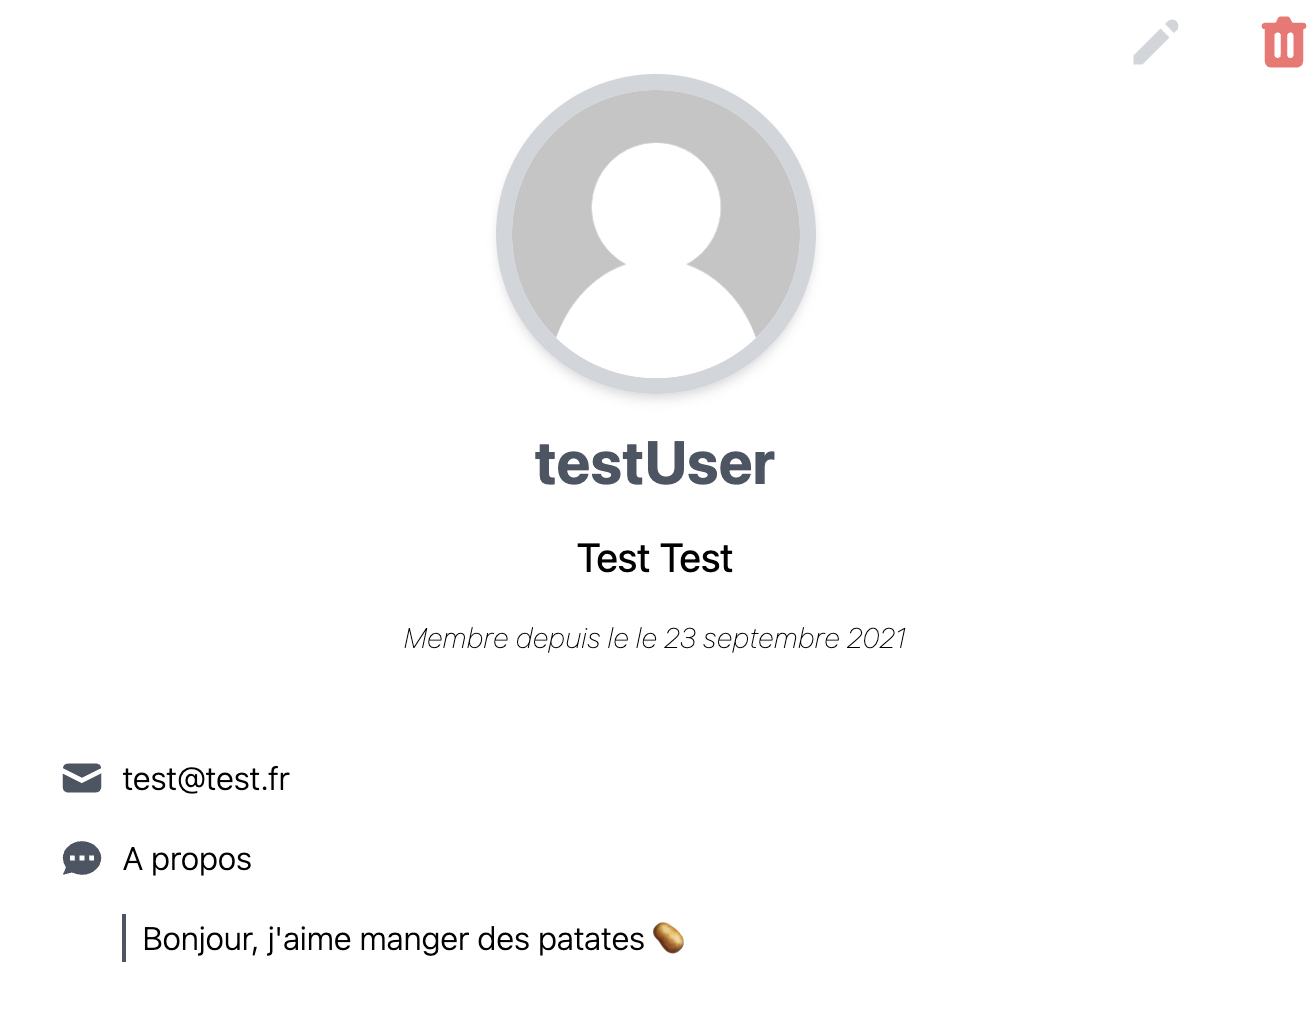 testUser
Test Test
Membre depuis le le 23 septembre 2021
test@test.fr
A propos
Bonjour, j'aime manger des patates 🥔